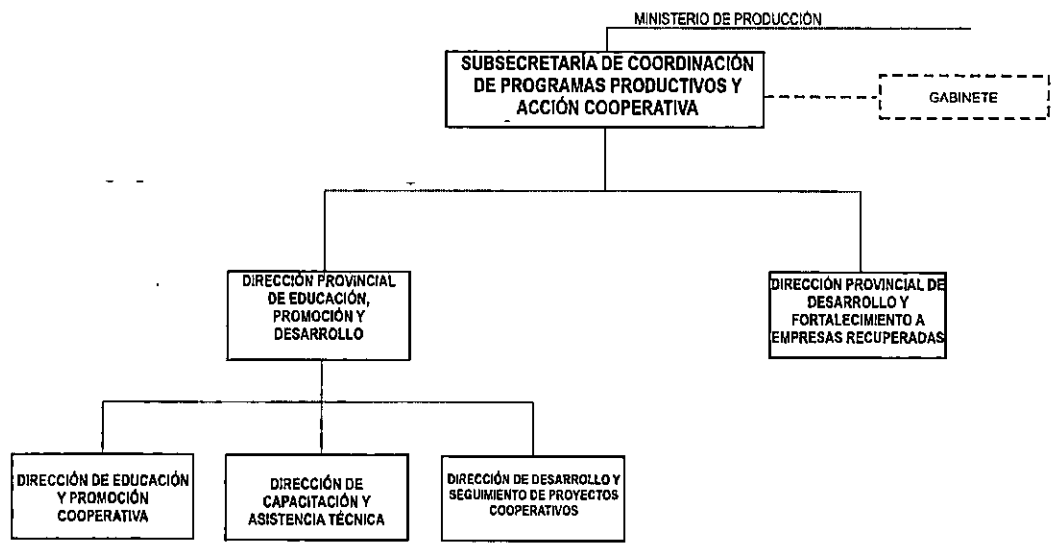 MINISTERIO DE PRODUCCIÓN
SUBSECRETARÍA DE COORDINACIÓN
DE PROGRAMAS PRODUCTIVOS Y
ACCIÓN COOPERATIVA
GABINETE
DIRECCIÓN PROVINCIAL
DE EDUCACIÓN,
PROMOCIÓN Y
DESARROLLO
DIRECCIÓN PROVINCIAL DE
DESARROLLO Y
FORTALECIMIENTO A
EMPRESAS RECUPERADAS
DIRECCIÓN DE EDUCACIÓN
Y PROMOCIÓN
COOPERATIVA
DIRECCIÓN DE
CAPACITACIÓN Y
ASISTENCIA TÉCNICA
DIRECCIÓN DE DESARROLLO Y
SEGUIMIENTO DE PROYECTOS
COOPERATIVOS